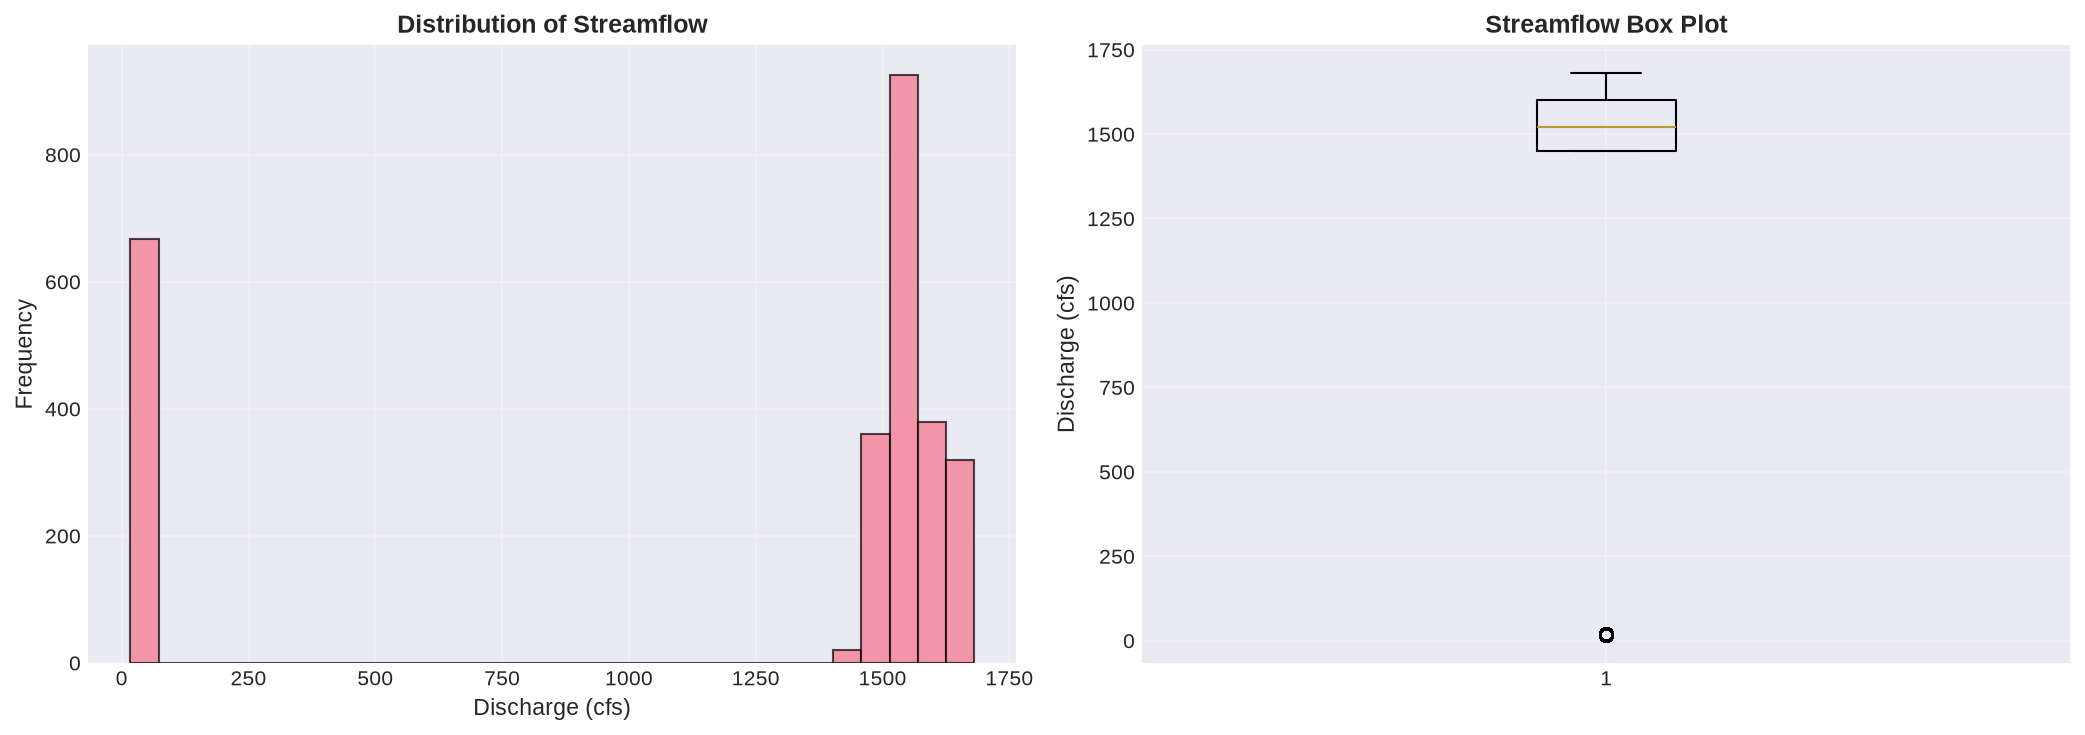 Distribution of Streamflow
Frequency
800
600
400
200
0
0 250 500 750 1000 1250 1500 1750
Discharge (cfs)
Streamflow Box Plot
Discharge (cfs)
1750
1500
1250
1000
750
500
250
0
1